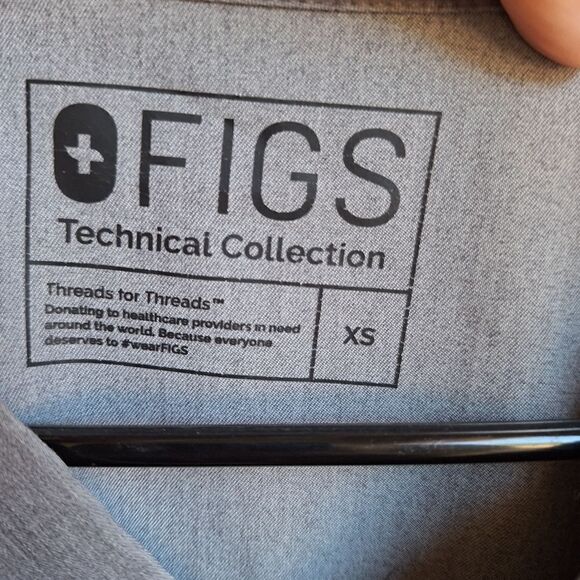 FIGS
Technical Collection
Threads for Threads™
Donating to healthcare providers in need
around the world. Because everyone
deserves to #wearFIGS
XS